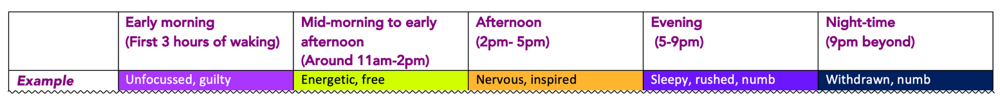 Early morning
(First 3 hours of waking)
Mid-morning to early
afternoon
(Around 11am-2pm)
Afternoon
(2pm- 5pm)
Evening
(5-9pm)
Night-time
(9pm beyond)
Example
Unfocussed, guilty
Energetic, free
Nervous, inspired
Sleepy, rushed, numb
Withdrawn, numb